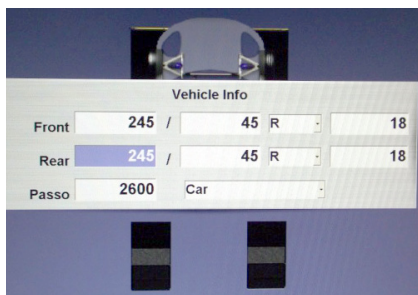 Vehicle Info
Front 245 / 45 R 18
Rear 245 / 45 R 18
Passo 2600 Car